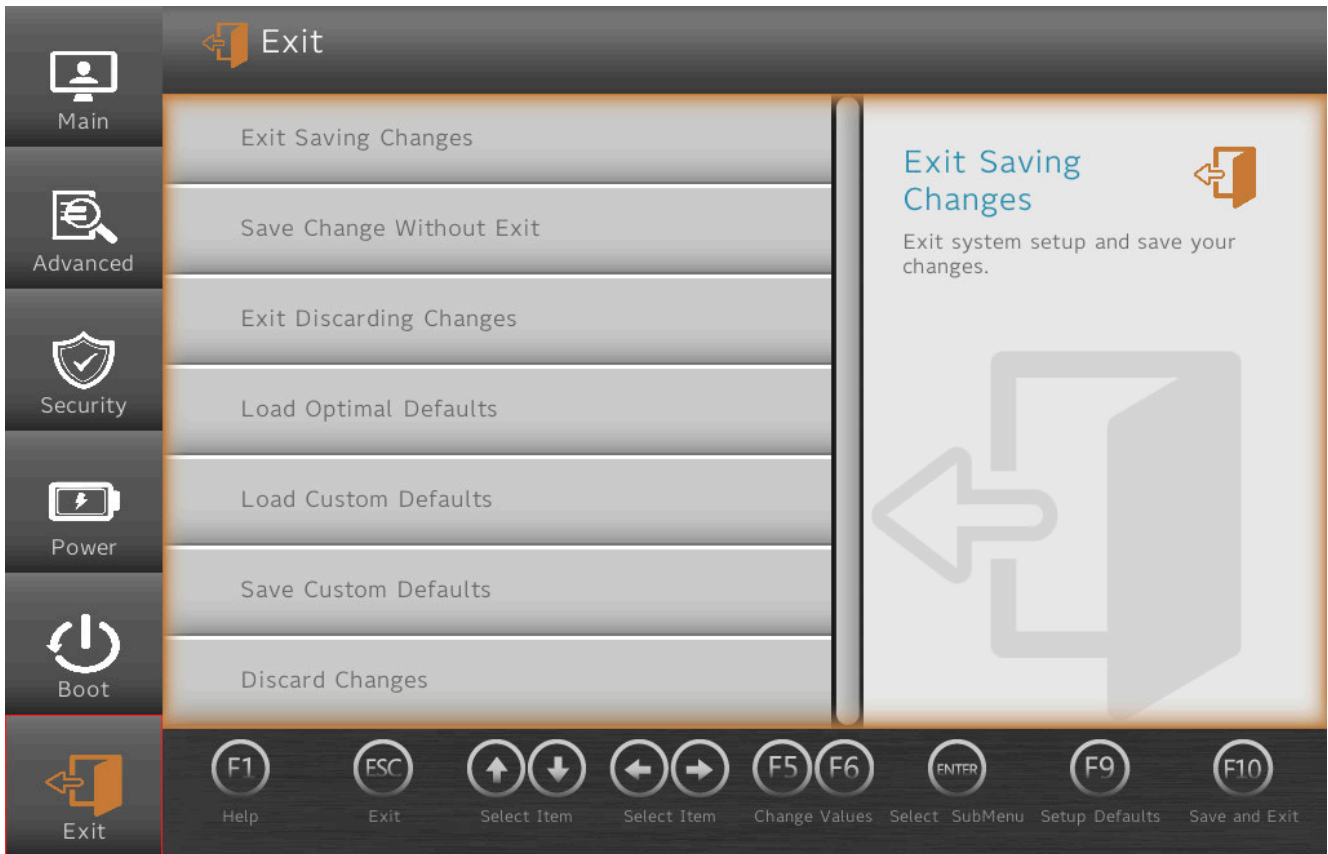 Exit
Main
Advanced
Security
Power
Boot
Exit
Exit Saving Changes
Save Change Without Exit
Exit Discarding Changes
Load Optimal Defaults
Load Custom Defaults
Save Custom Defaults
Discard Changes
Exit Saving
Changes
Exit system setup and save your
changes.
F1 ESC F5 F6 ENTER F9 F10
Help Exit Select Item Select Item Change Values Select SubMenu Setup Defaults Save and Exit